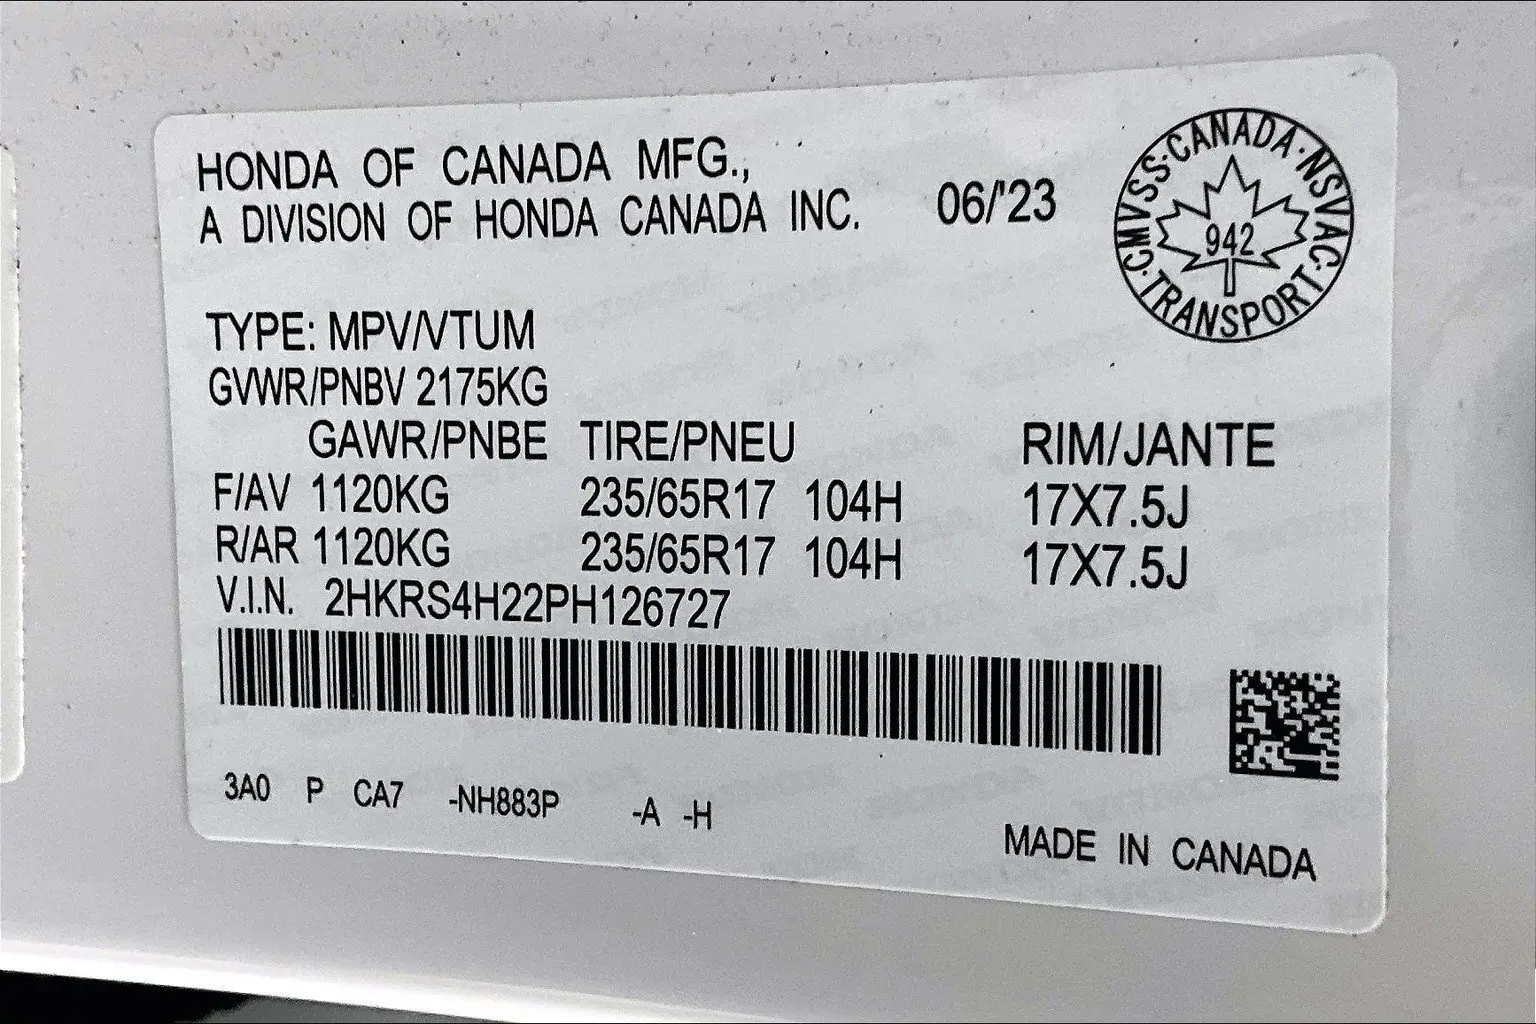 HONDA OF CANADA MFG.,
A DIVISION OF HONDA CANADA INC.
06/'23
CMVSS·CANADA·NSVAC·TRANSPORT·
942
TYPE: MPV/VTUM
GVWR/PNBV 2175KG
GAWR/PNBE TIRE/PNEU RIM/JANTE
F/AV 1120KG 235/65R17 104H 17X7.5J
R/AR 1120KG 235/65R17 104H 17X7.5J
V.I.N. 2HKRS4H22PH126727
3A0 P CA7 -NH883P -A -H
MADE IN CANADA